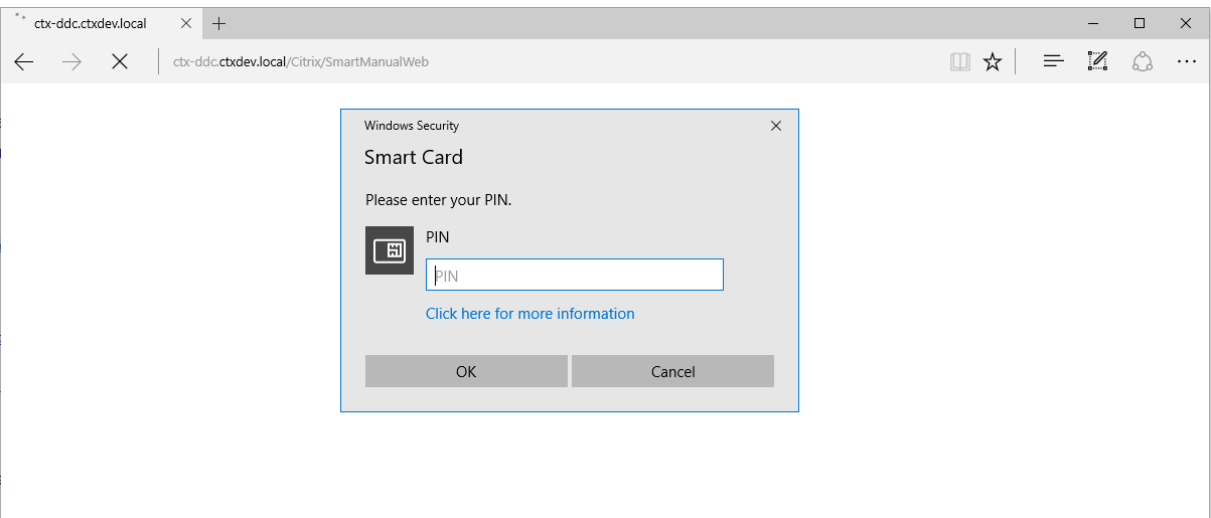 ctx-ddc.ctxdev.local
ctx-ddc.ctxdev.local/Citrix/SmartManualWeb
Windows Security
Smart Card
Please enter your PIN.
PIN
PIN
Click here for more information
OK Cancel